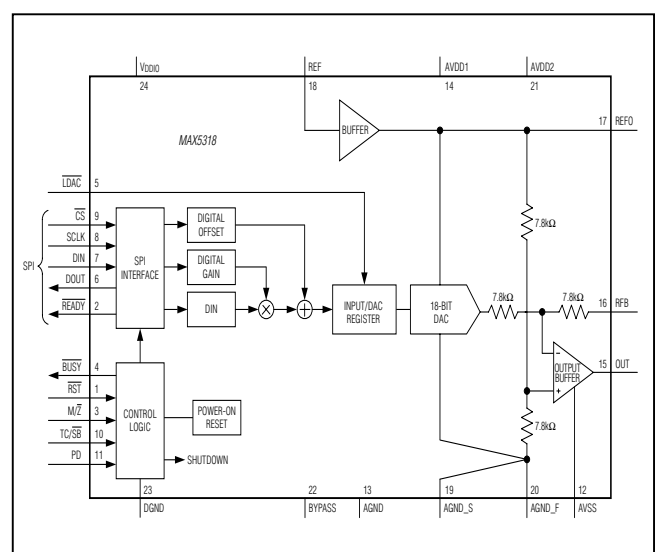 VDDIO
REF
AVDD1
AVDD2
24
18
14
21
MAX5318
BUFFER
17 REFO
LDAC 5
7.8kΩ
CS 9
SCLK 8
SPI
DIN 7
DOUT 6
READY 2
SPI
INTERFACE
DIGITAL
OFFSET
DIGITAL
GAIN
DIN
×
+
INPUT/DAC
REGISTER
18-BIT
DAC
7.8kΩ
7.8kΩ
16 RFB
-
+
OUTPUT
BUFFER
15 OUT
7.8kΩ
BUSY 4
RST 1
M/Z 3
TC/SB 10
PD 11
CONTROL
LOGIC
POWER-ON
RESET
SHUTDOWN
23
22
13
19
20
12
DGND
BYPASS
AGND
AGND_S
AGND_F
AVSS